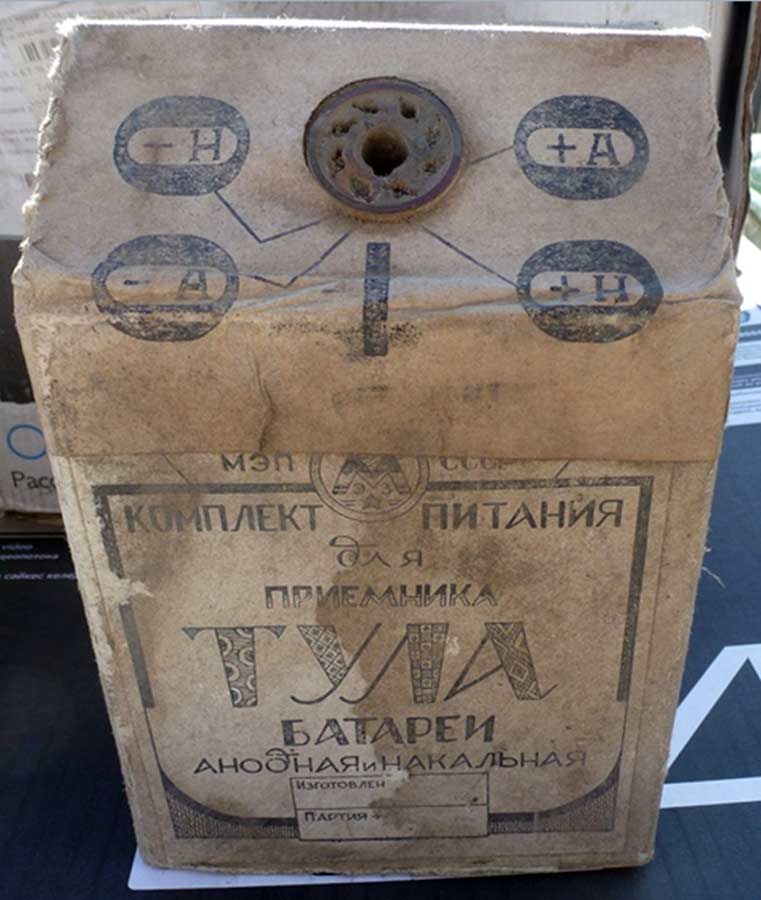 -Н +А
-А +Н
МЭП СССР
КОМПЛЕКТ ПИТАНИЯ
для
ПРИЕМНИКА
ТУЛА
БАТАРЕИ
АНОДНАЯ и НАКАЛЬНАЯ
ИЗГОТОВЛЕН
ПАРТИЯ